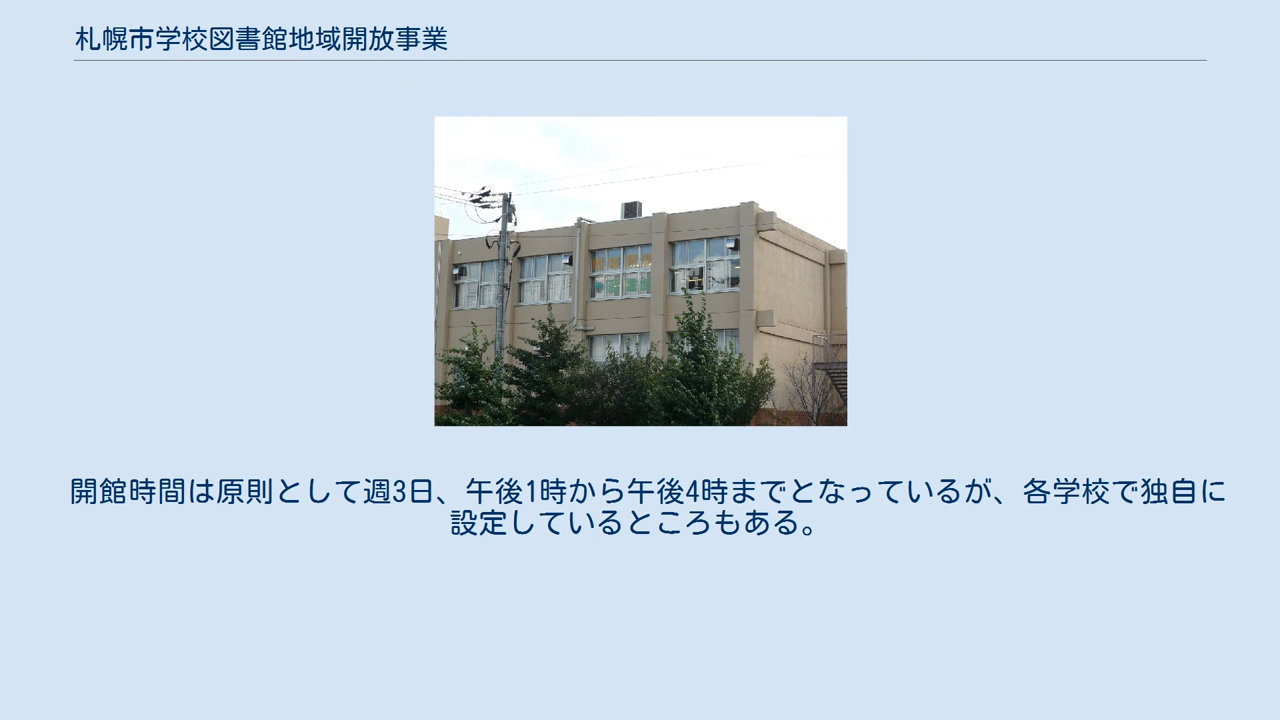 札幌市学校図書館地域開放事業
開館時間は原則として週3日、午後1時から午後4時までとなっているが、各学校で独自に
設定しているところもある。